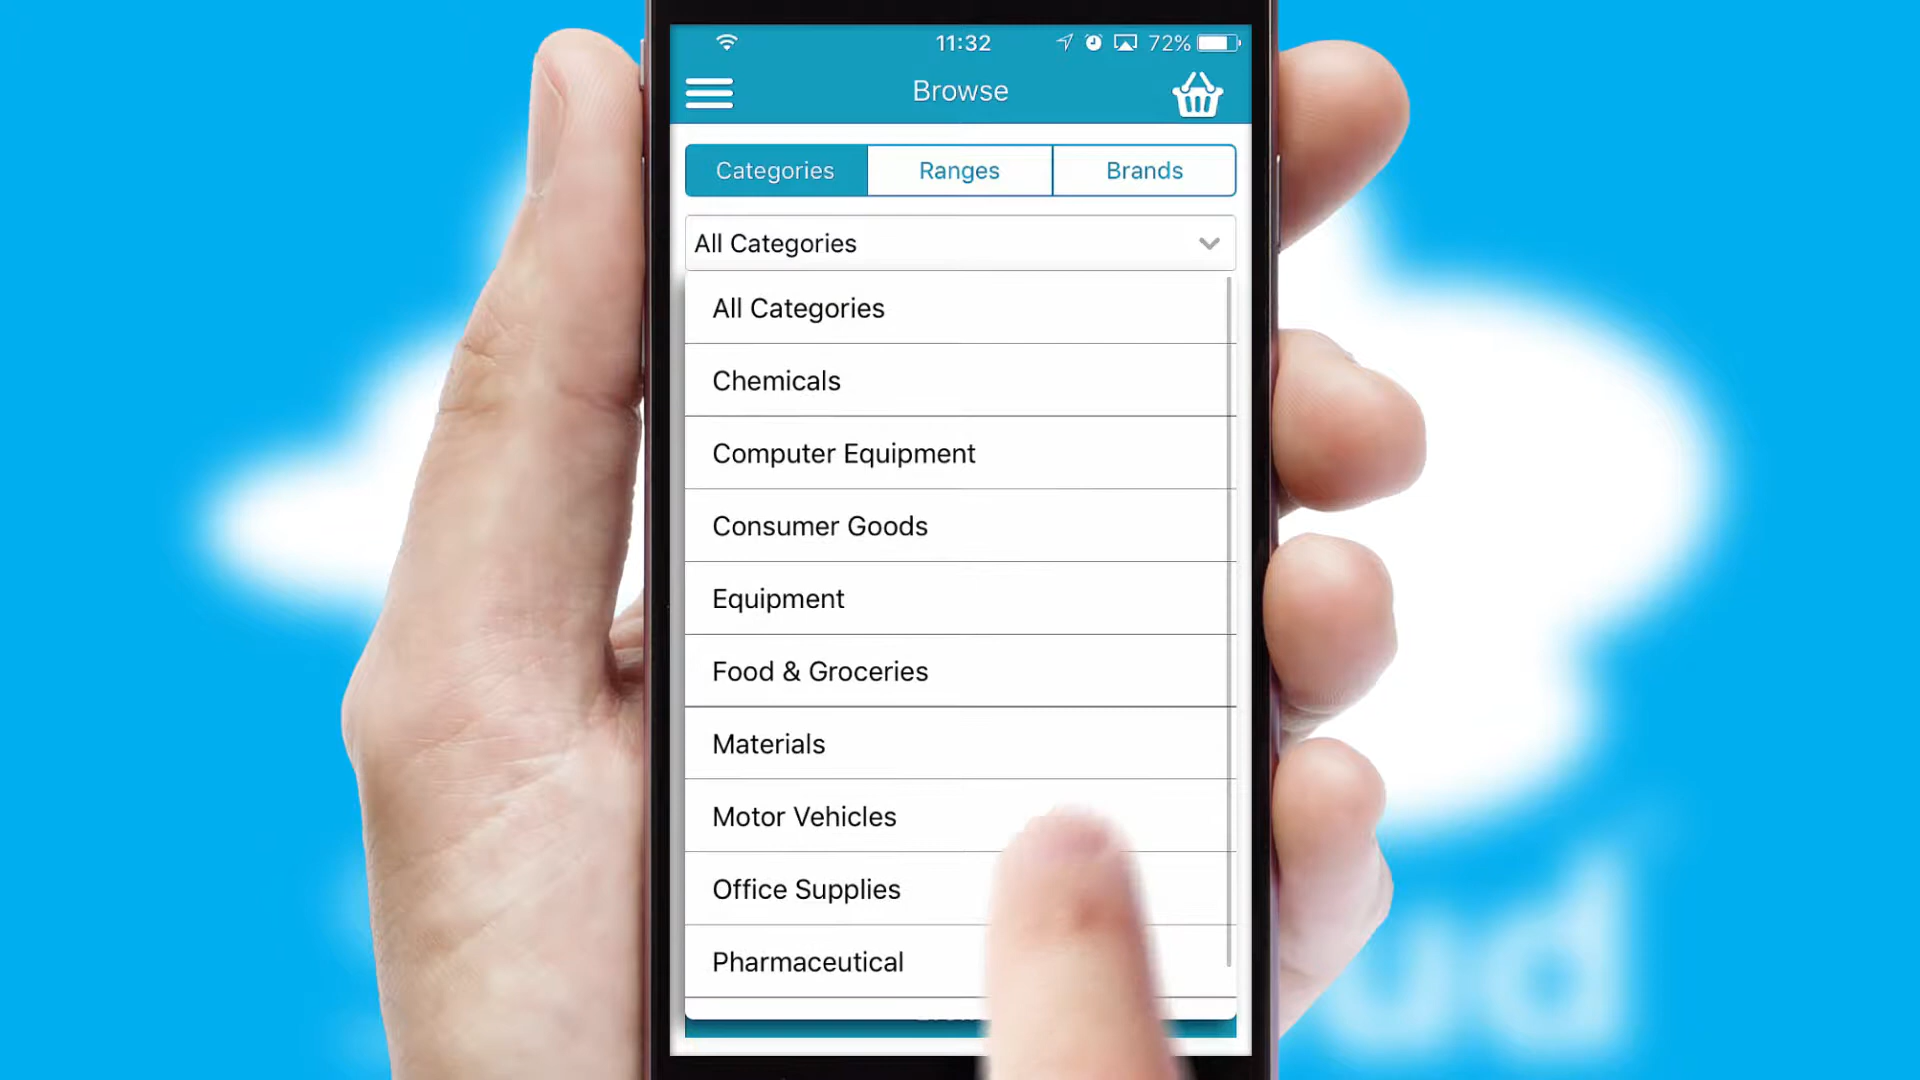 11:32 72%
Browse
Categories Ranges Brands
All Categories
All Categories
Chemicals
Computer Equipment
Consumer Goods
Equipment
Food & Groceries
Materials
Motor Vehicles
Office Supplies
Pharmaceutical